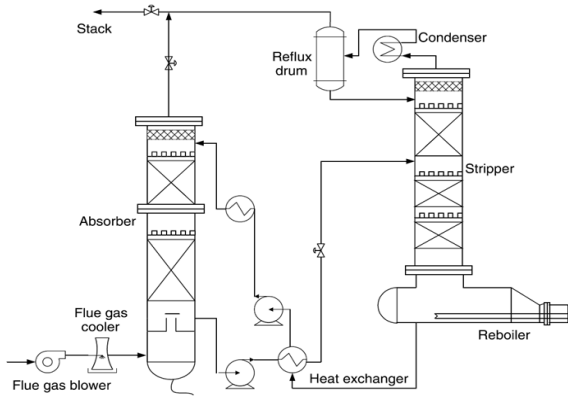 Stack
Condenser
Reflux
drum
Stripper
Absorber
Flue gas
cooler
Reboiler
Heat exchanger
Flue gas blower